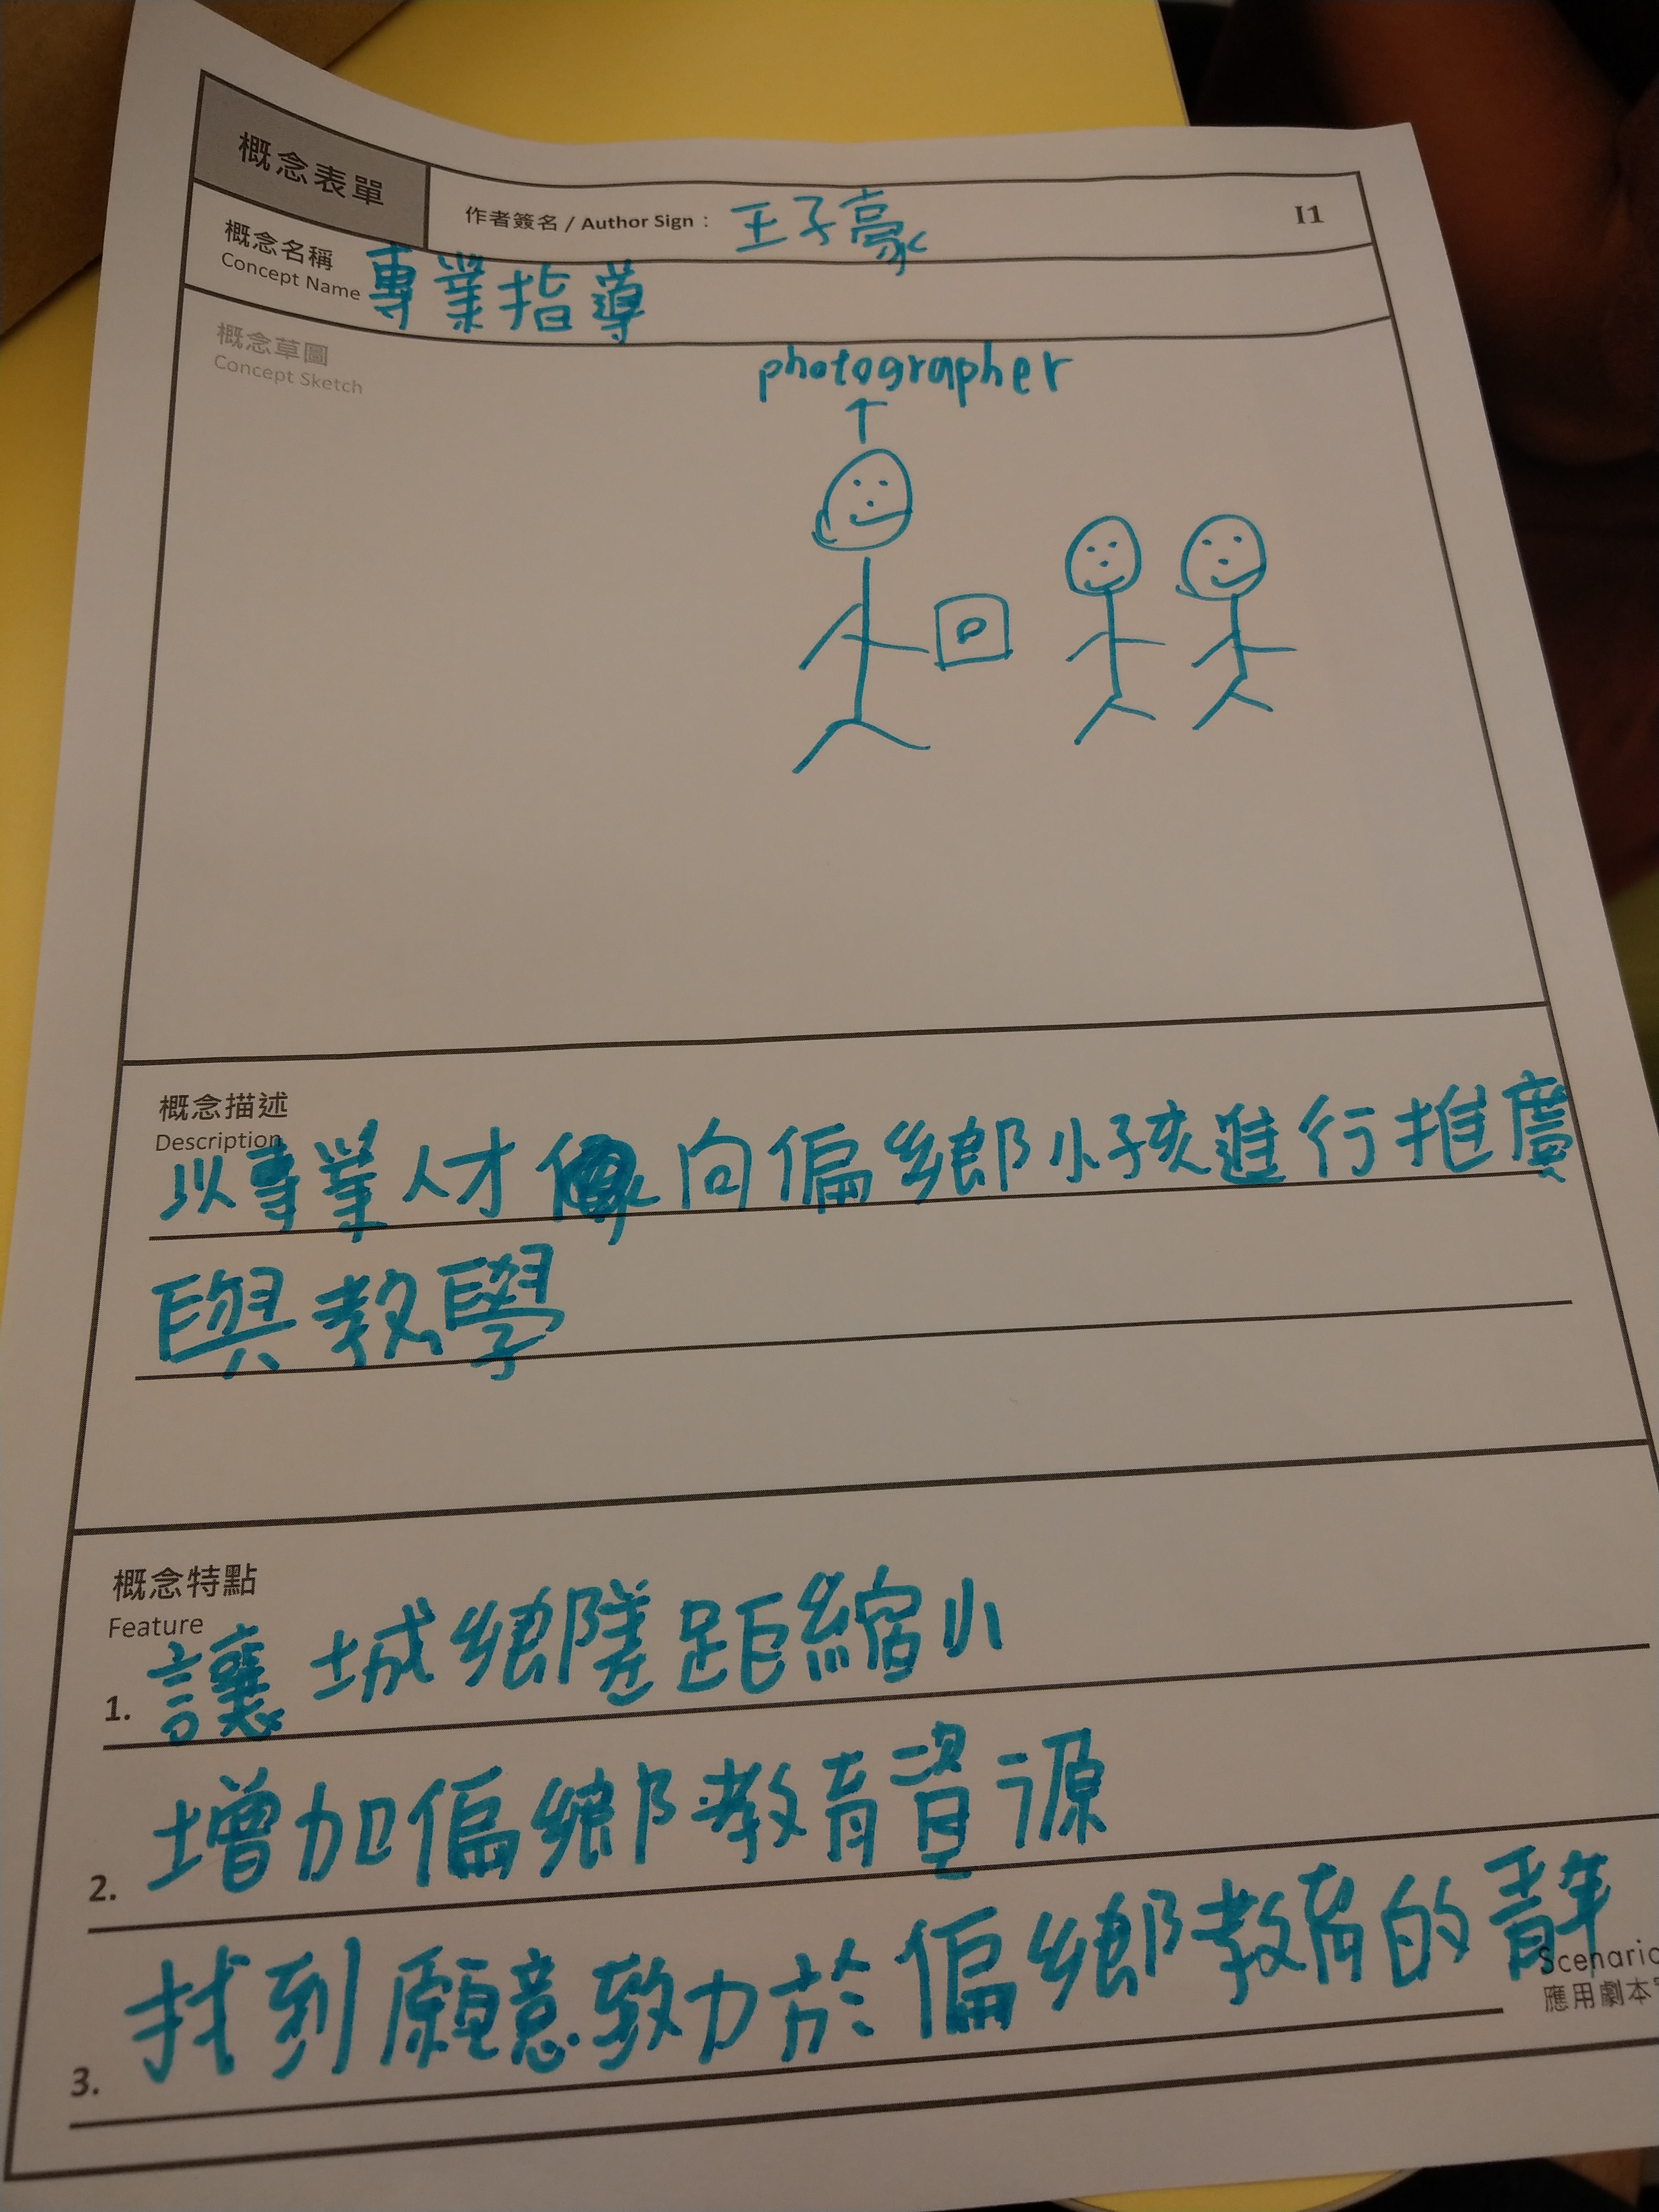 概念表單
作者簽名 / Author Sign : 王子豪
I1
概念名稱
Concept Name 專業指導
概念草圖
Concept Sketch
photographer
概念描述
Description
以專業人才 向偏鄉小孩進行推廣
與教學
概念特點
Feature
1. 讓城鄉差距縮小
2. 增加偏鄉教育資源
3. 找到願意致力於偏鄉教育的青年
Scenario
應用劇本